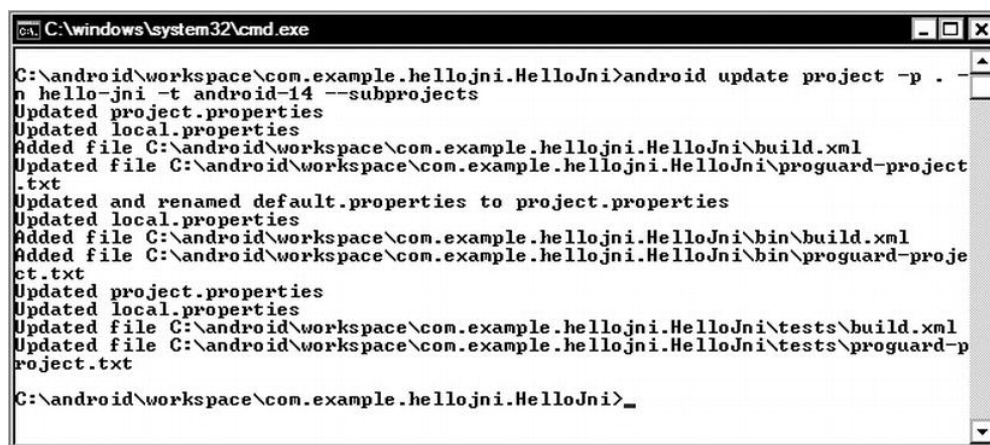 C:\windows\system32\cmd.exe
C:\android\workspace\com.example.hellojni.HelloJni>android update project -p . -
n hello-jni -t android-14 --subprojects
Updated project.properties
Updated local.properties
Added file C:\android\workspace\com.example.hellojni.HelloJni\build.xml
Updated file C:\android\workspace\com.example.hellojni.HelloJni\proguard-project
.txt
Updated and renamed default.properties to project.properties
Updated local.properties
Added file C:\android\workspace\com.example.hellojni.HelloJni\bin\build.xml
Added file C:\android\workspace\com.example.hellojni.HelloJni\bin\proguard-proje
ct.txt
Updated project.properties
Updated local.properties
Updated file C:\android\workspace\com.example.hellojni.HelloJni\tests\build.xml
Updated file C:\android\workspace\com.example.hellojni.HelloJni\tests\proguard-p
roject.txt
C:\android\workspace\com.example.hellojni.HelloJni>_